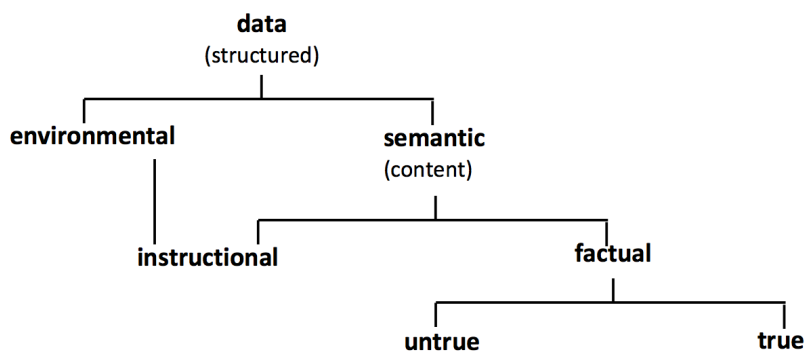 data
(structured)
environmental
semantic
(content)
instructional
factual
untrue
true